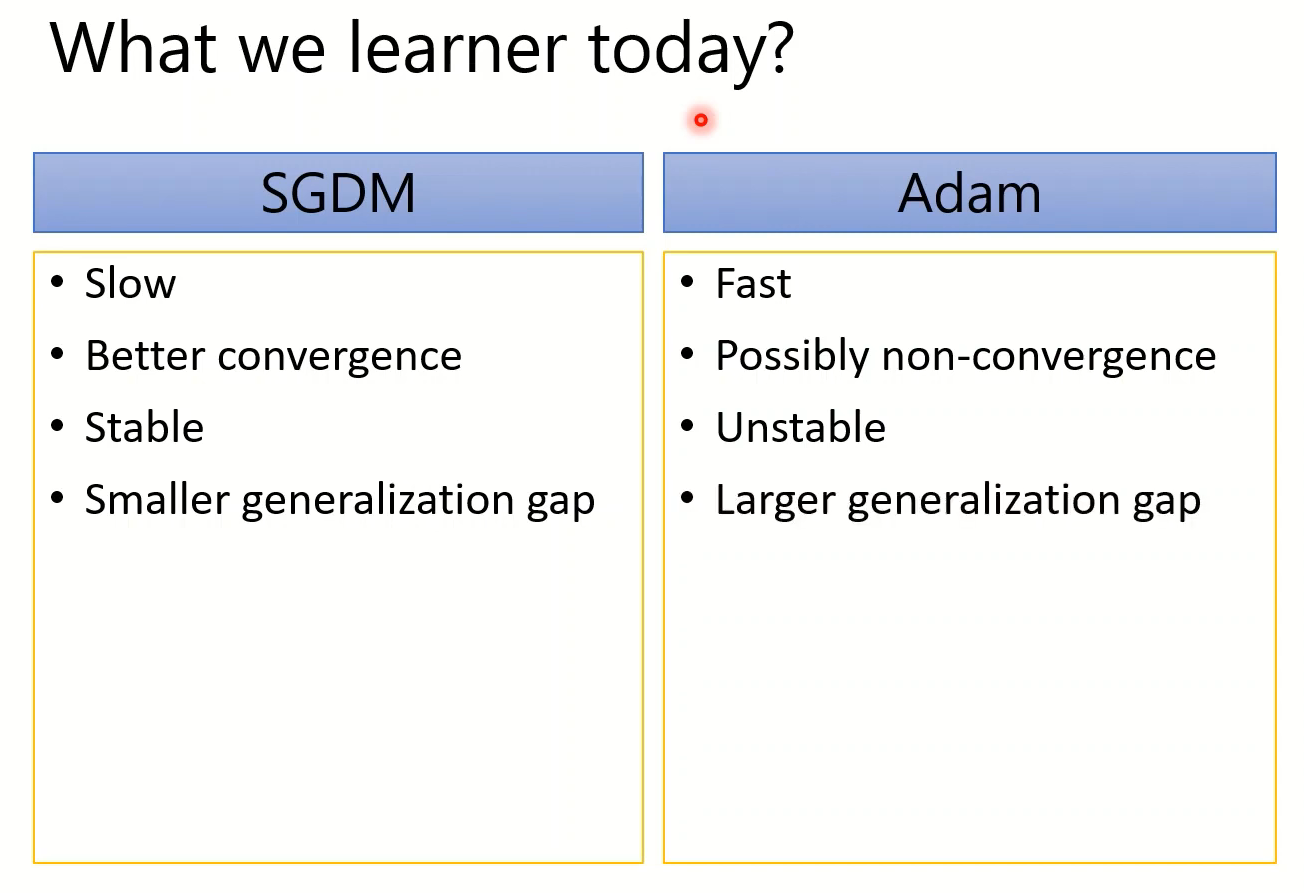 What we learner today?
SGDM
• Slow
• Better convergence
• Stable
• Smaller generalization gap
Adam
• Fast
• Possibly non-convergence
• Unstable
• Larger generalization gap